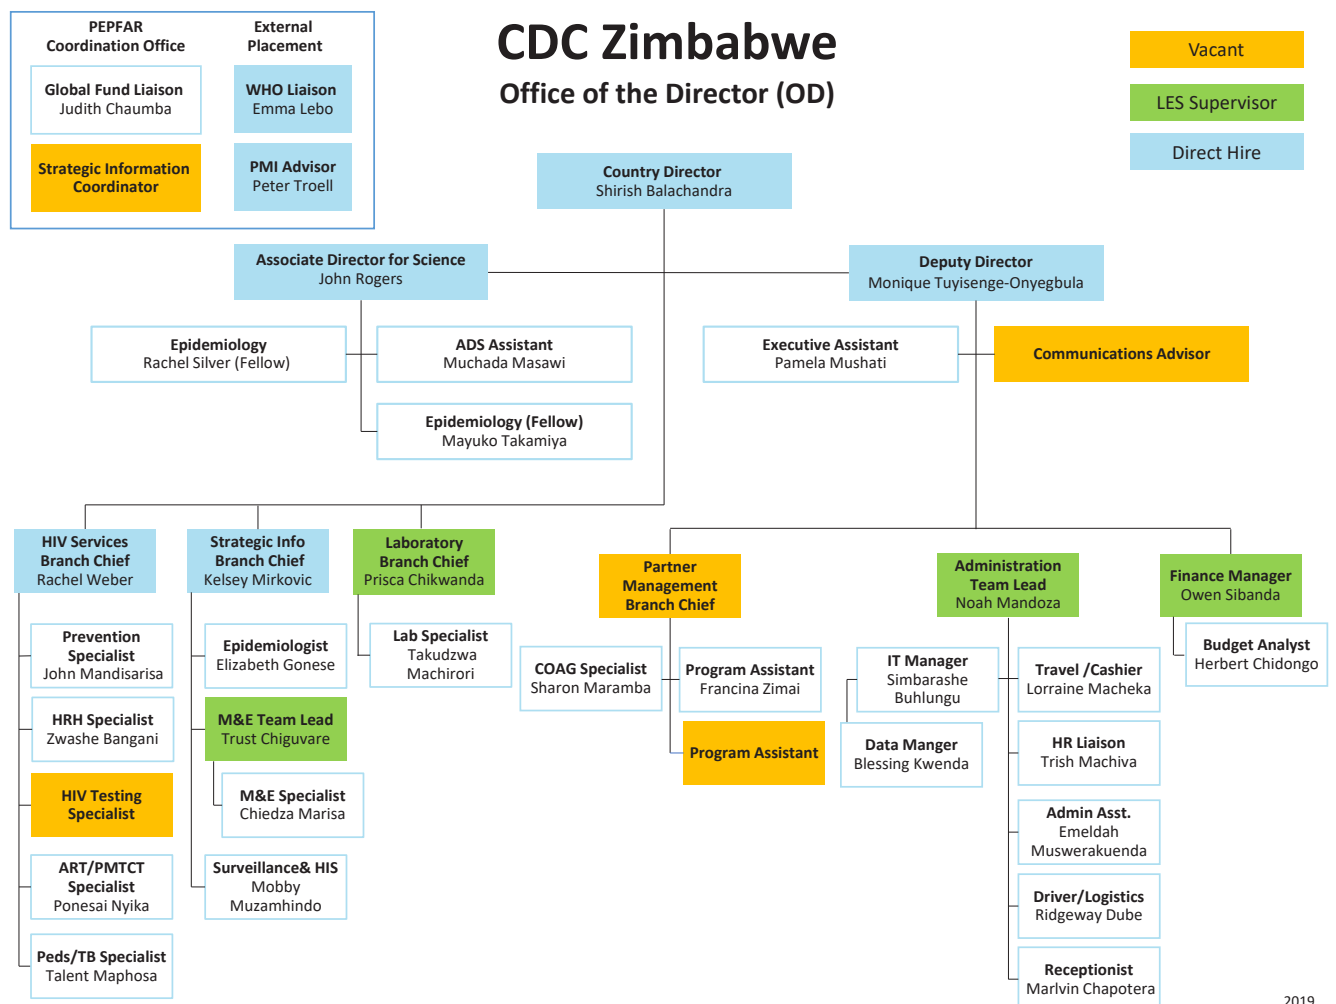 PEPFAR
Coordination Office
External
Placement
Global Fund Liaison
Judith Chaumba
WHO Liaison
Emma Lebo
Strategic Information
Coordinator
PMI Advisor
Peter Troell
CDC Zimbabwe
Office of the Director (OD)
Vacant
LES Supervisor
Direct Hire
Country Director
Shirish Balachandra
Associate Director for Science
John Rogers
Deputy Director
Monique Tuyisenge-Onyegbula
Epidemiology
Rachel Silver (Fellow)
ADS Assistant
Muchada Masawi
Executive Assistant
Pamela Mushati
Communications Advisor
Epidemiology (Fellow)
Mayuko Takamiya
HIV Services
Branch Chief
Rachel Weber
Strategic Info
Branch Chief
Kelsey Mirkovic
Laboratory
Branch Chief
Prisca Chikwanda
Partner
Management
Branch Chief
Administration
Team Lead
Noah Mandoza
Finance Manager
Owen Sibanda
Prevention
Specialist
John Mandisarisa
HRH Specialist
Zwashe Bangani
HIV Testing
Specialist
ART/PMTCT
Specialist
Ponesai Nyika
Peds/TB Specialist
Talent Maphosa
Epidemiologist
Elizabeth Gonese
M&E Team Lead
Trust Chiguvare
M&E Specialist
Chiedza Marisa
Surveillance& HIS
Mobby
Muzamhindo
Lab Specialist
Takudzwa
Machirori
COAG Specialist
Sharon Maramba
Program Assistant
Francina Zimai
Program Assistant
IT Manager
Simbarashe
Buhlungu
Data Manger
Blessing Kwenda
Travel /Cashier
Lorraine Macheka
HR Liaison
Trish Machiva
Admin Asst.
Emeldah
Muswerakuenda
Driver/Logistics
Ridgeway Dube
Receptionist
Marlvin Chapotera
Budget Analyst
Herbert Chidongo
2019